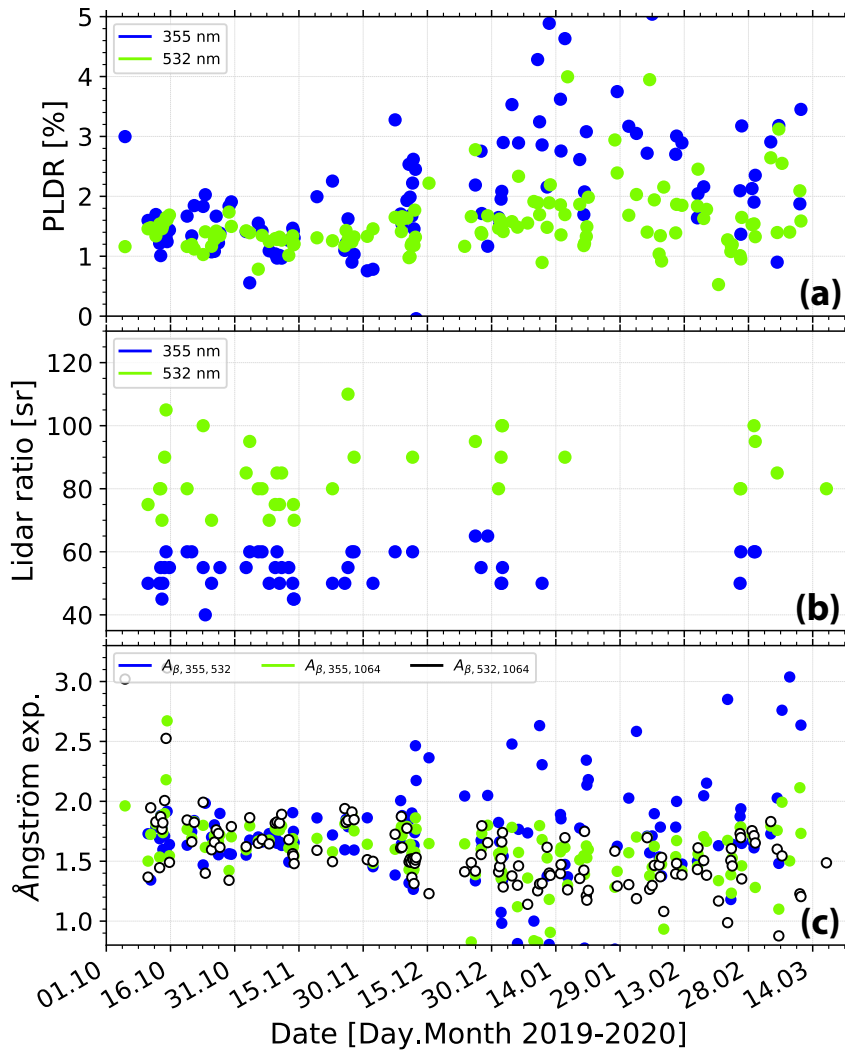 5
4
3
2
1
0
PLDR [%]
355 nm
532 nm
(a)
120
100
80
60
40
Lidar ratio [sr]
355 nm
532 nm
(b)
3.0
2.5
2.0
1.5
1.0
Ångström exp.
Aβ,355,532 Aβ,355,1064 Aβ,532,1064
(c)
01.10 16.10 31.10 15.11 30.11 15.12 30.12 14.01 29.01 13.02 28.02 14.03
Date [Day.Month 2019-2020]